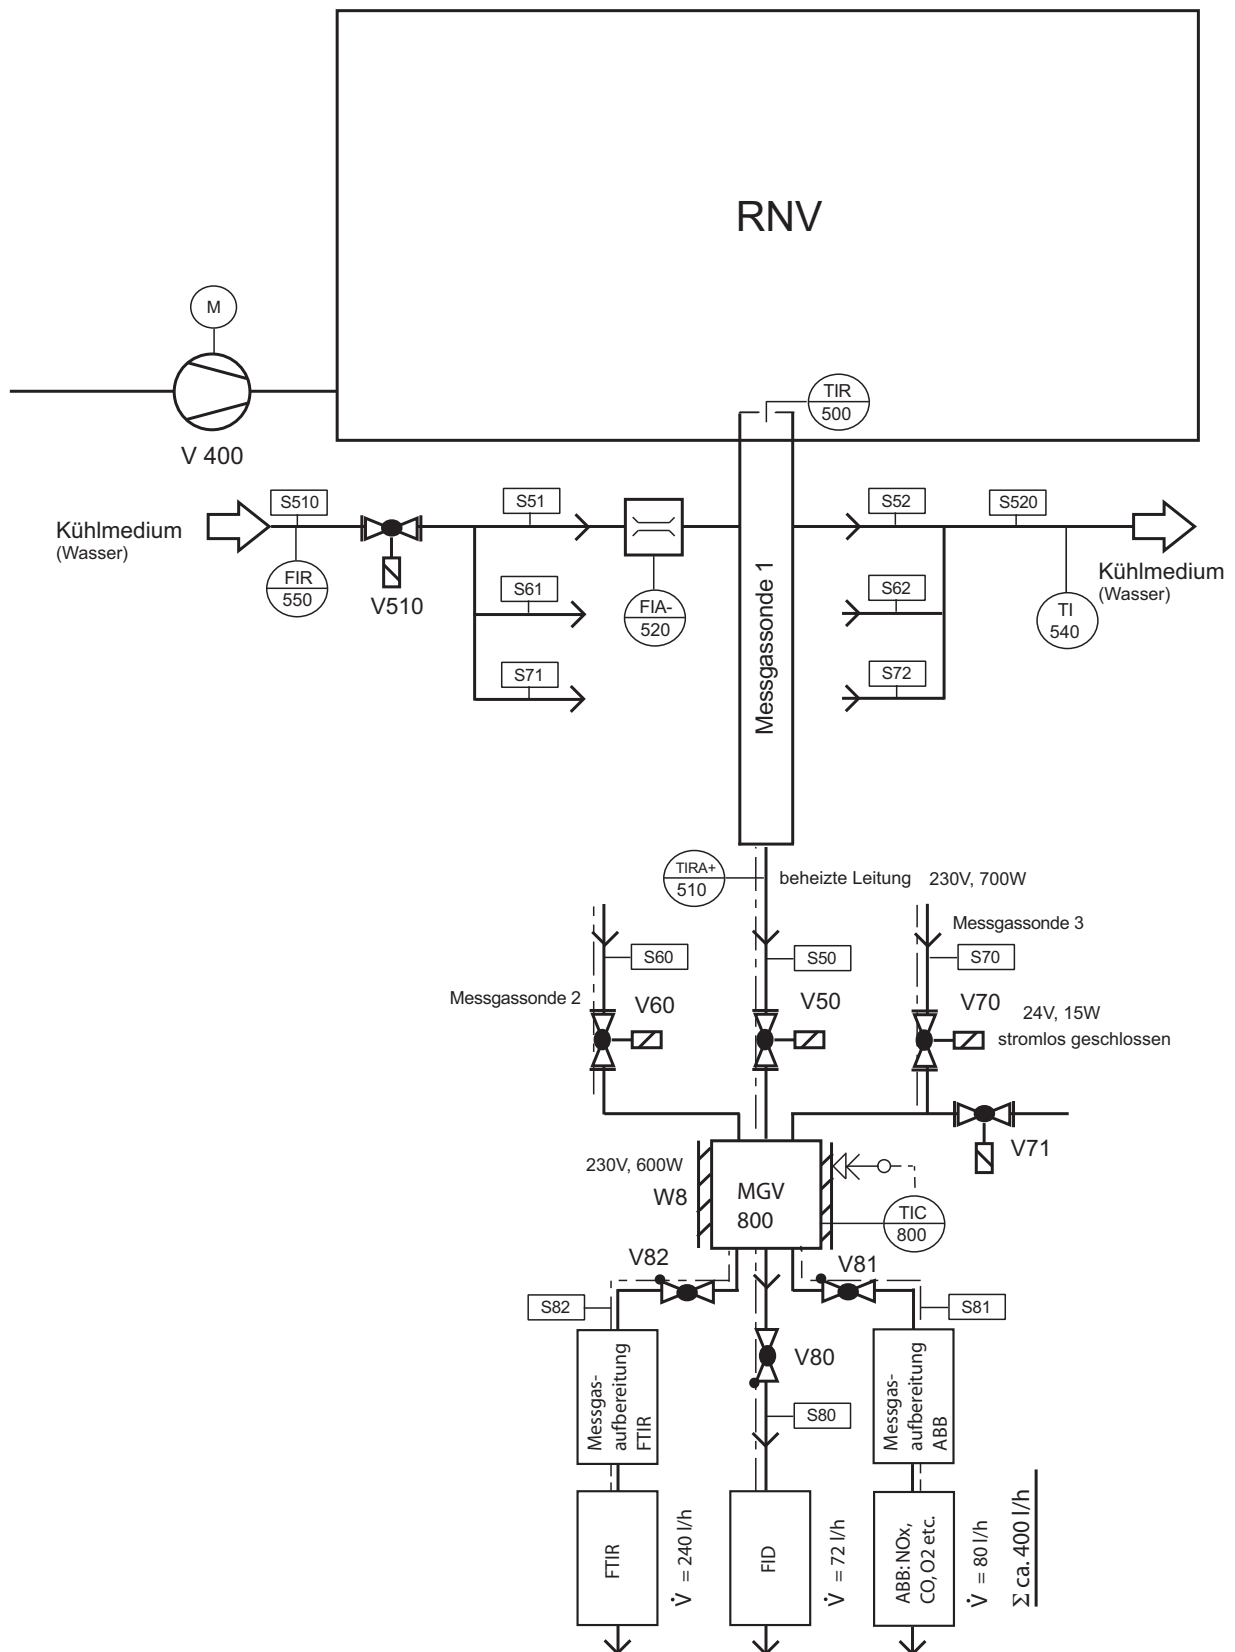 RNV
M
V 400
TIR
500
S510
S51
S52
S520
Kühlmedium
(Wasser)
FIR
550
V510
S61
FIA-
520
S62
TI
540
Kühlmedium
(Wasser)
S71
S72
Messgassonde 1
TIRA+
510
beheizte Leitung 230V, 700W
Messgassonde 3
S60
S50
S70
Messgassonde 2
V60
V50
V70
24V, 15W
stromlos geschlossen
V71
230V, 600W
W8
MGV
800
TIC
800
V82
V81
S82
S81
V80
S80
Messgas-
aufbereitung
FTIR
Messgas-
aufbereitung
ABB
FTIR
V̇ = 240 l/h
FID
V̇ = 72 l/h
ABB: NOx,
CO, O2 etc.
V̇ = 80 l/h
Σ ca. 400 l/h